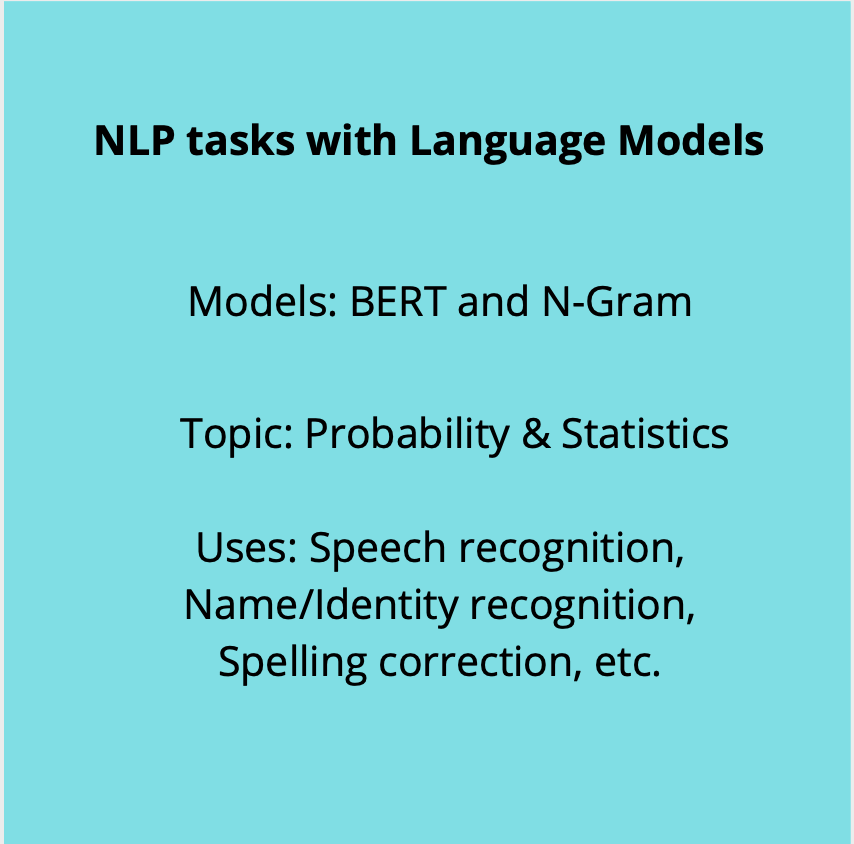 NLP tasks with Language Models
Models: BERT and N-Gram
Topic: Probability & Statistics
Uses: Speech recognition,
Name/Identity recognition,
Spelling correction, etc.